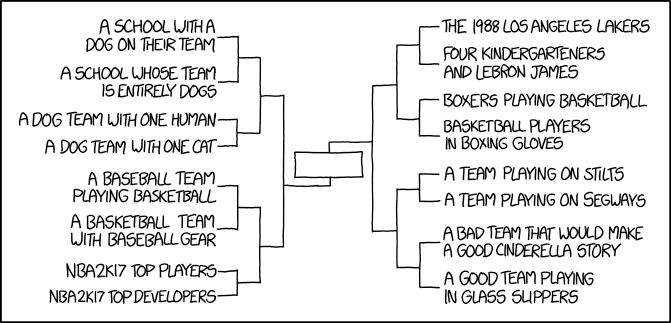 A SCHOOL WITH A
DOG ON THEIR TEAM
A SCHOOL WHOSE TEAM
IS ENTIRELY DOGS
A DOG TEAM WITH ONE HUMAN
A DOG TEAM WITH ONE CAT
A BASEBALL TEAM
PLAYING BASKETBALL
A BASKETBALL TEAM
WITH BASEBALL GEAR
NBA2K17 TOP PLAYERS
NBA2K17 TOP DEVELOPERS
THE 1988 LOS ANGELES LAKERS
FOUR KINDERGARTENERS
AND LEBRON JAMES
BOXERS PLAYING BASKETBALL
BASKETBALL PLAYERS
IN BOXING GLOVES
A TEAM PLAYING ON STILTS
A TEAM PLAYING ON SEGWAYS
A BAD TEAM THAT WOULD MAKE
A GOOD CINDERELLA STORY
A GOOD TEAM PLAYING
IN GLASS SLIPPERS